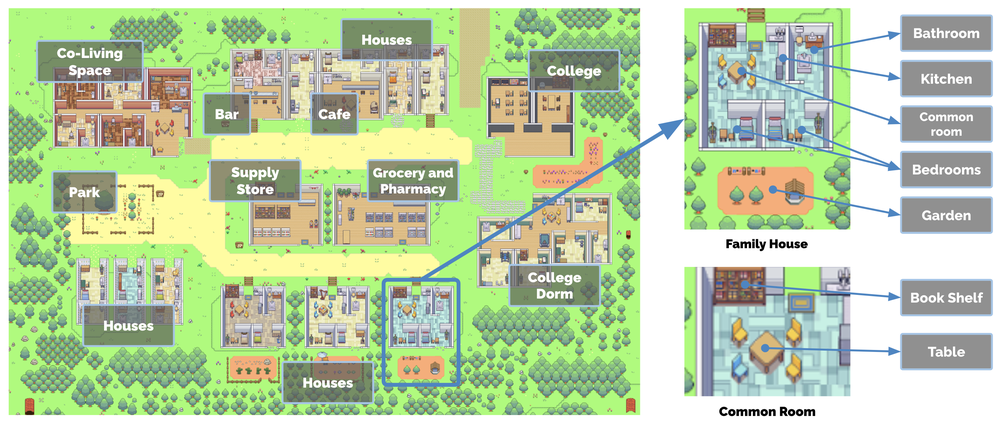 Co-Living
Space
Houses
College
Bar
Cafe
Park
Supply
Store
Grocery and
Pharmacy
College
Dorm
Houses
Houses
Bathroom
Kitchen
Common
room
Bedrooms
Garden
Family House
Book Shelf
Table
Common Room